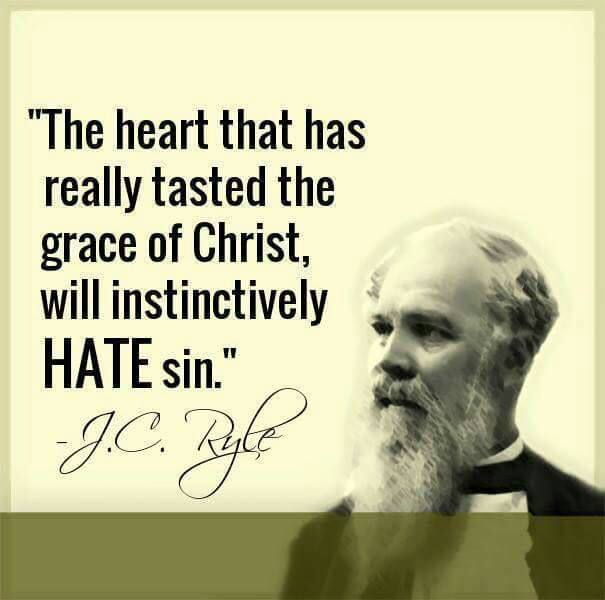 "The heart that has
really tasted the
grace of Christ,
will instinctively
HATE sin."
-J.C. Ryle